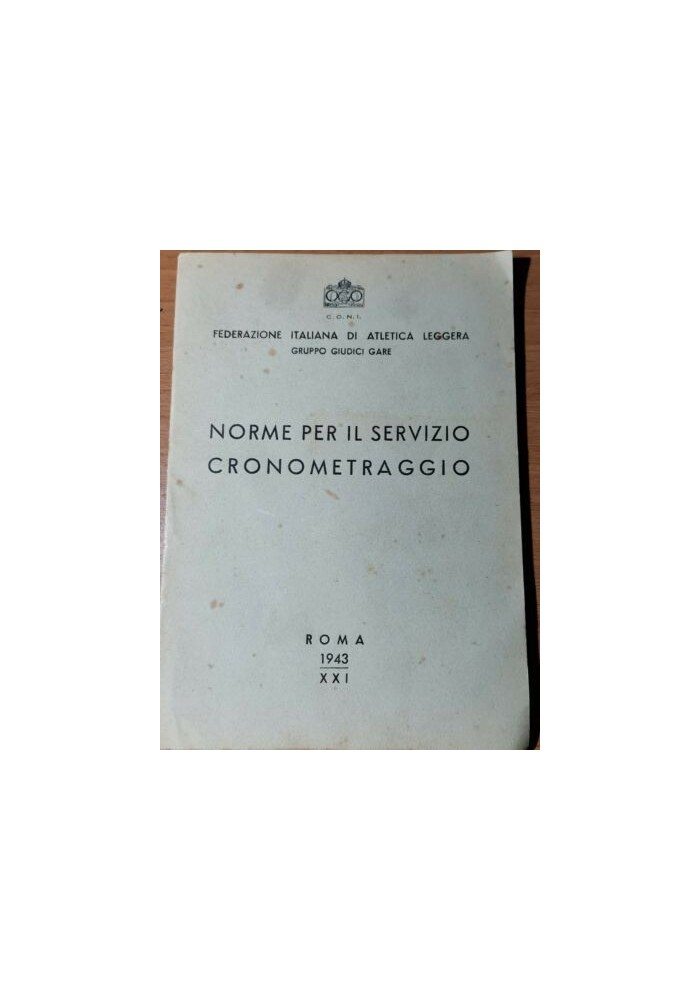 C.O.N.I.
FEDERAZIONE ITALIANA DI ATLETICA LEGGERA
GRUPPO GIUDICI GARE
NORME PER IL SERVIZIO
CRONOMETRAGGIO
ROMA
1943
XXI